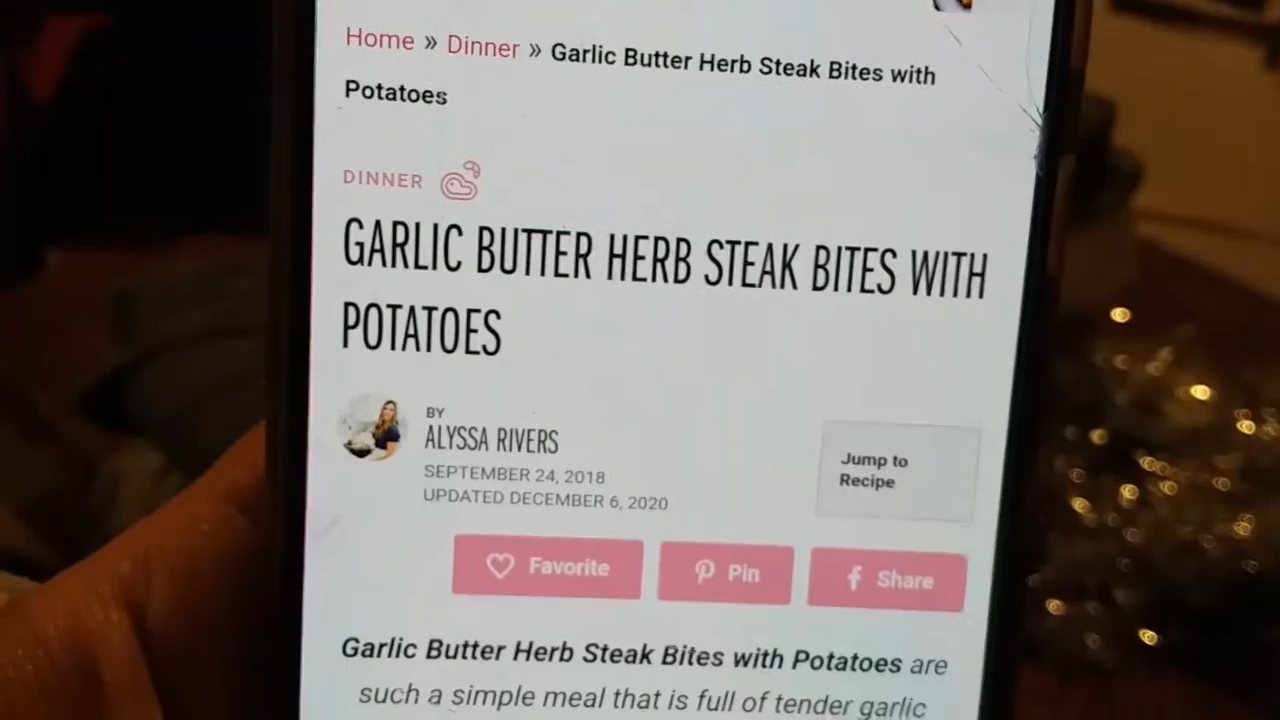 Home » Dinner » Garlic Butter Herb Steak Bites with
Potatoes
DINNER
GARLIC BUTTER HERB STEAK BITES WITH
POTATOES
BY
ALYSSA RIVERS
SEPTEMBER 24, 2018
UPDATED DECEMBER 6, 2020
Jump to
Recipe
Favorite
Pin
Share
Garlic Butter Herb Steak Bites with Potatoes are
such a simple meal that is full of tender garlic